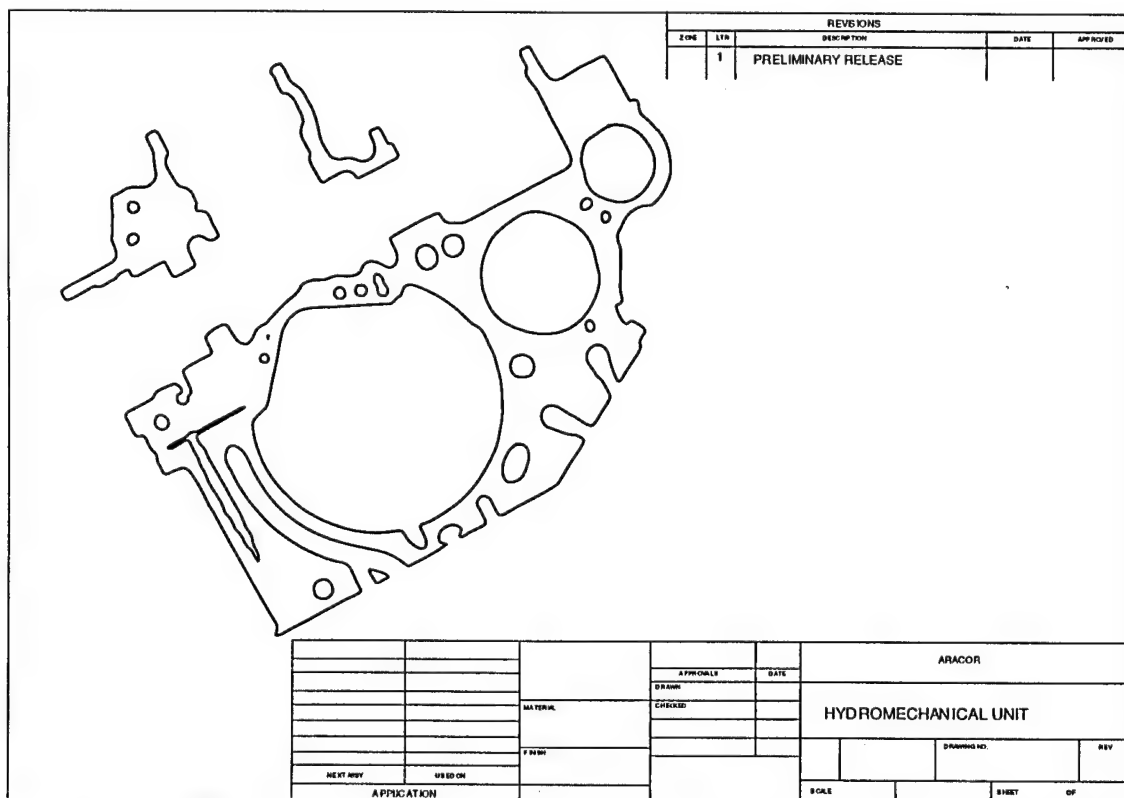 REVISIONS
ZONE LTR DESCRIPTION DATE APPROVED
1 PRELIMINARY RELEASE
ARACOR
APPROVALS DATE
DRAWN
MATERIAL CHECKED
HYDROMECHANICAL UNIT
FINISH DRAWING NO. REV
NEXT ASSY USED ON
APPLICATION SCALE SHEET OF